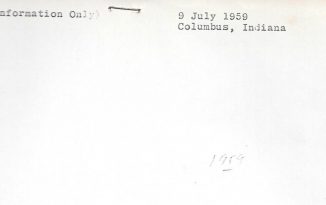 nformation Only) 9 July 1959
Columbus, Indiana
1959